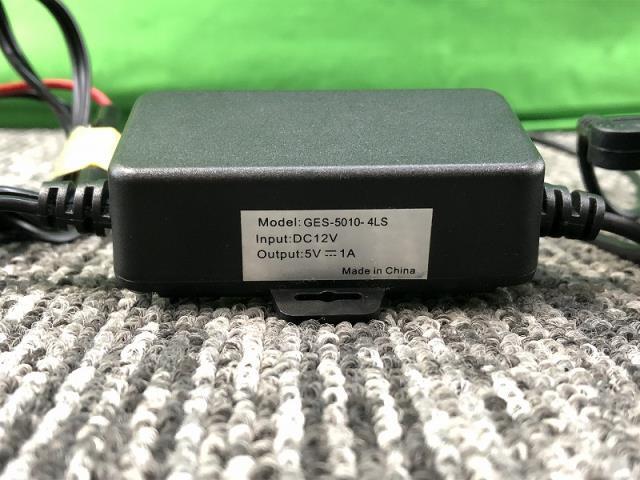 Model:GES-5010-4LS
Input:DC12V
Output:5V⎓1A
Made in China